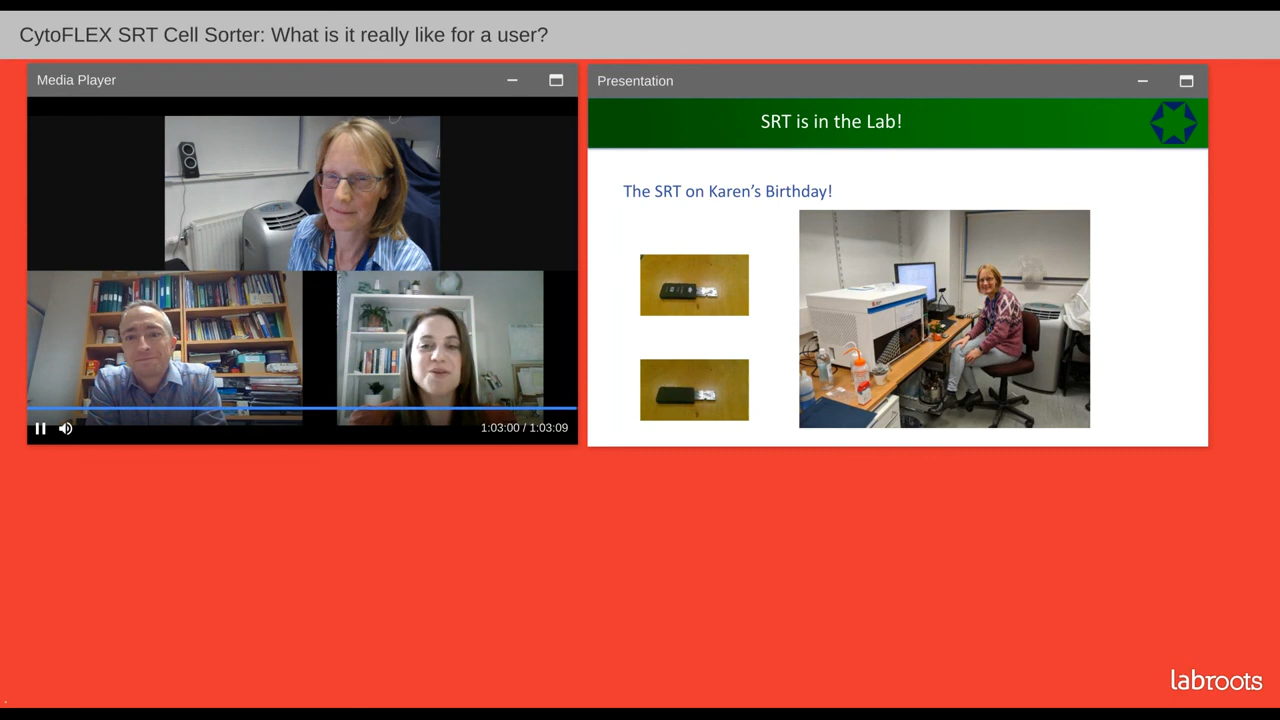 CytoFLEX SRT Cell Sorter: What is it really like for a user?
Media Player
Presentation
SRT is in the Lab!
The SRT on Karen's Birthday!
1:03:00 / 1:03:09
labroots